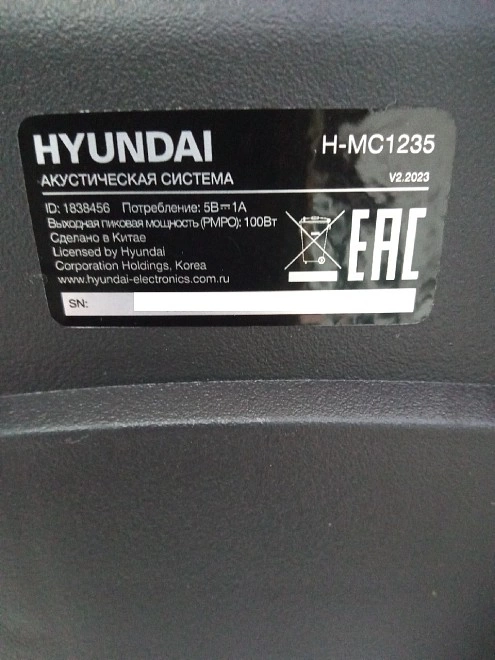 HYUNDAI H-MC1235
АКУСТИЧЕСКАЯ СИСТЕМА V2.2023
ID: 1838456 Потребление: 5В⎓1А
Выходная пиковая мощность (PMPO): 100Вт
Сделано в Китае
Licensed by Hyundai
Corporation Holdings, Korea
www.hyundai-electronics.com.ru
EAC
SN: